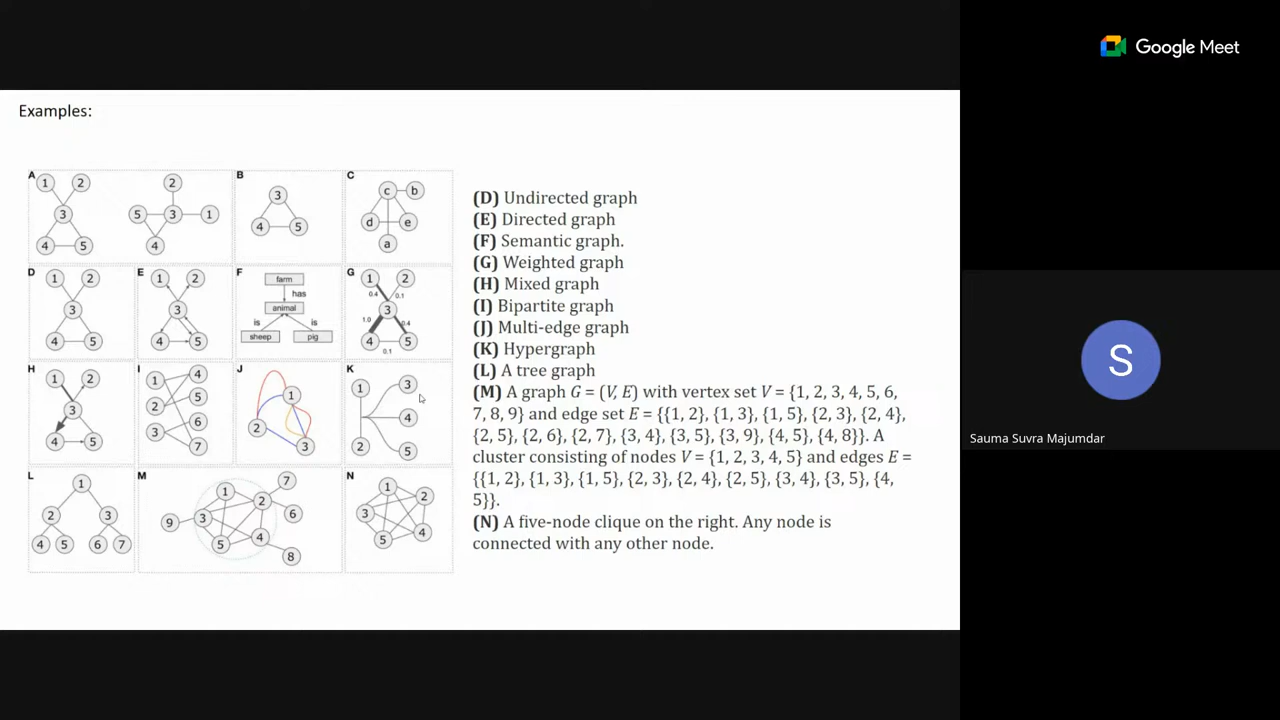 Google Meet
Examples:
A
1 2
3
4 5
2
5 3 1
4
B
3
4 5
C
c b
d e
a
D
1 2
3
4 5
E
1 2
3
4 5
F
farm
has
animal
is is
sheep pig
G
1 2
0.4 0.1
3
1.0 0.4
4 5
0.1
H
1 2
3
4 5
I
1 4
2 5
3 6
7
J
1
2
3
K
1 3
4
2 5
L
1
2 3
4 5 6 7
M
1 7
2
9 3 6
5 4
8
N
1 2
3
5 4
(D) Undirected graph
(E) Directed graph
(F) Semantic graph.
(G) Weighted graph
(H) Mixed graph
(I) Bipartite graph
(J) Multi-edge graph
(K) Hypergraph
(L) A tree graph
(M) A graph G = (V, E) with vertex set V = {1, 2, 3, 4, 5, 6,
7, 8, 9} and edge set E = {{1, 2}, {1, 3}, {1, 5}, {2, 3}, {2, 4},
{2, 5}, {2, 6}, {2, 7}, {3, 4}, {3, 5}, {3, 9}, {4, 5}, {4, 8}}. A
cluster consisting of nodes V = {1, 2, 3, 4, 5} and edges E =
{{1, 2}, {1, 3}, {1, 5}, {2, 3}, {2, 4}, {2, 5}, {3, 4}, {3, 5}, {4,
5}}.
(N) A five-node clique on the right. Any node is
connected with any other node.
S
Sauma Suvra Majumdar